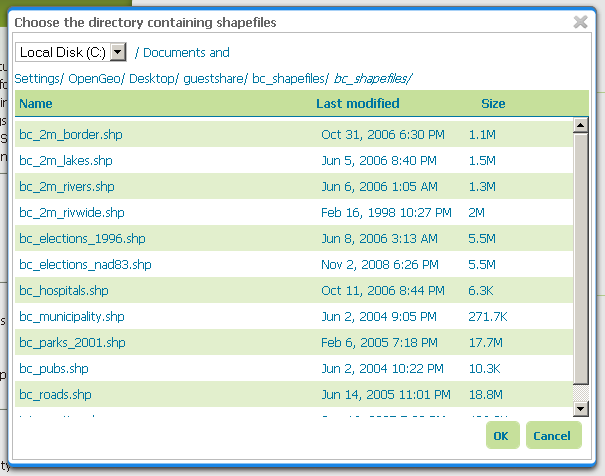 Choose the directory containing shapefiles
Local Disk (C:) / Documents and
Settings/ OpenGeo/ Desktop/ guestshare/ bc_shapefiles/ bc_shapefiles/
Name Last modified Size
bc_2m_border.shp Oct 31, 2006 6:30 PM 1.1M
bc_2m_lakes.shp Jun 5, 2006 8:40 PM 1.5M
bc_2m_rivers.shp Jun 6, 2006 1:05 AM 1.3M
bc_2m_rivwide.shp Feb 16, 1998 10:27 PM 2M
bc_elections_1996.shp Jun 8, 2006 3:13 AM 5.5M
bc_elections_nad83.shp Nov 2, 2008 6:26 PM 5.5M
bc_hospitals.shp Oct 11, 2006 8:44 PM 6.3K
bc_municipality.shp Jun 2, 2004 9:05 PM 271.7K
bc_parks_2001.shp Feb 6, 2005 7:18 PM 17.7M
bc_pubs.shp Jun 2, 2004 10:22 PM 10.3K
bc_roads.shp Jun 14, 2005 11:01 PM 18.8M
OK Cancel